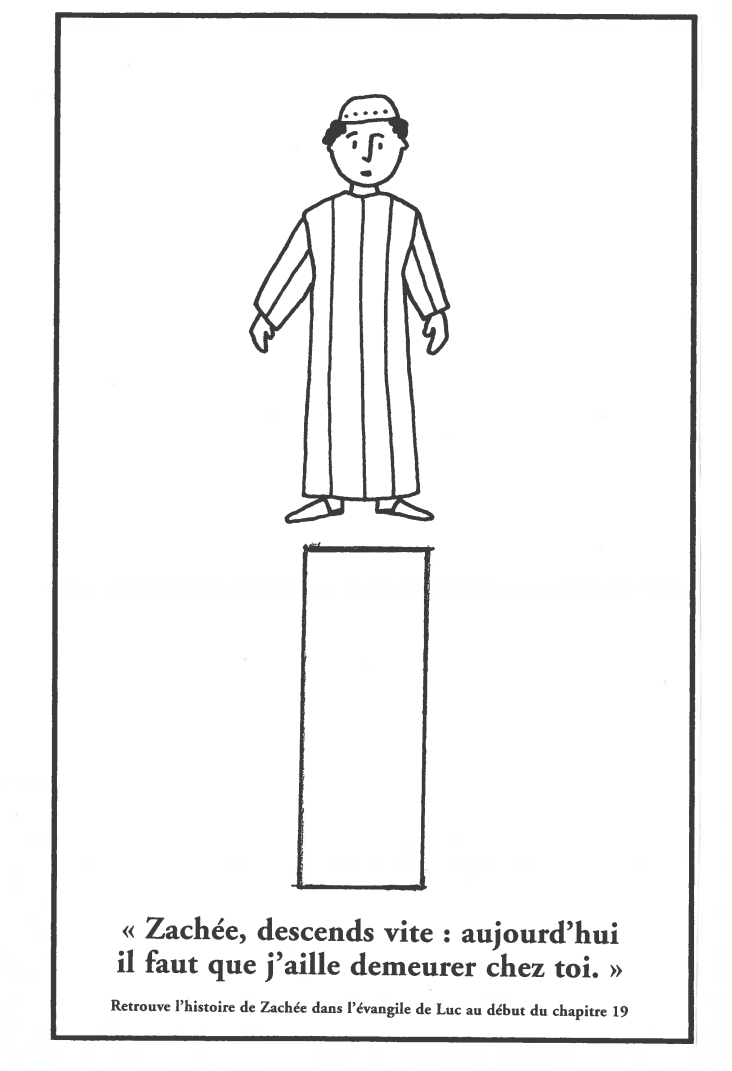 « Zachée, descends vite : aujourd’hui
il faut que j’aille demeurer chez toi. »
Retrouve l’histoire de Zachée dans l’évangile de Luc au début du chapitre 19